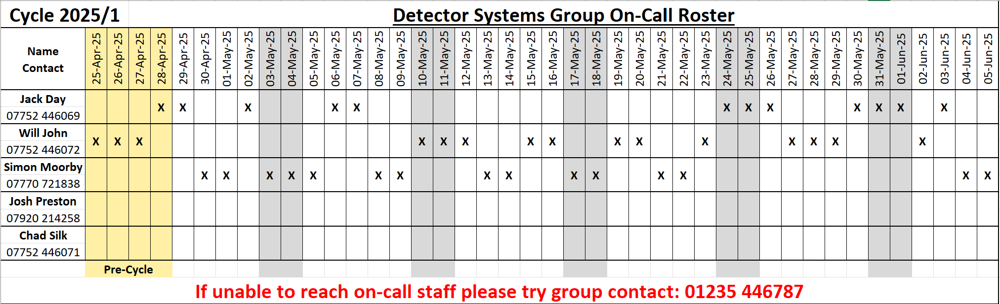 Cycle 2025/1 Detector Systems Group On-Call Roster
Name Contact 25-Apr-25 26-Apr-25 27-Apr-25 28-Apr-25 29-Apr-25 30-Apr-25 01-May-25 02-May-25 03-May-25 04-May-25 05-May-25 06-May-25 07-May-25 08-May-25 09-May-25 10-May-25 11-May-25 12-May-25 13-May-25 14-May-25 15-May-25 16-May-25 17-May-25 18-May-25 19-May-25 20-May-25 21-May-25 22-May-25 23-May-25 24-May-25 25-May-25 26-May-25 27-May-25 28-May-25 29-May-25 30-May-25 31-May-25 01-Jun-25 02-Jun-25 03-Jun-25 04-Jun-25 05-Jun-25
Jack Day
07752 446069 X X X X X X X X X X X
Will John
07752 446072 X X X X X X X X X X X X X X X
Simon Moorby
07770 721838 X X X X X X X X X X X X X X X
Josh Preston
07920 214258
Chad Silk
07752 446071
Pre-Cycle
If unable to reach on-call staff please try group contact: 01235 446787